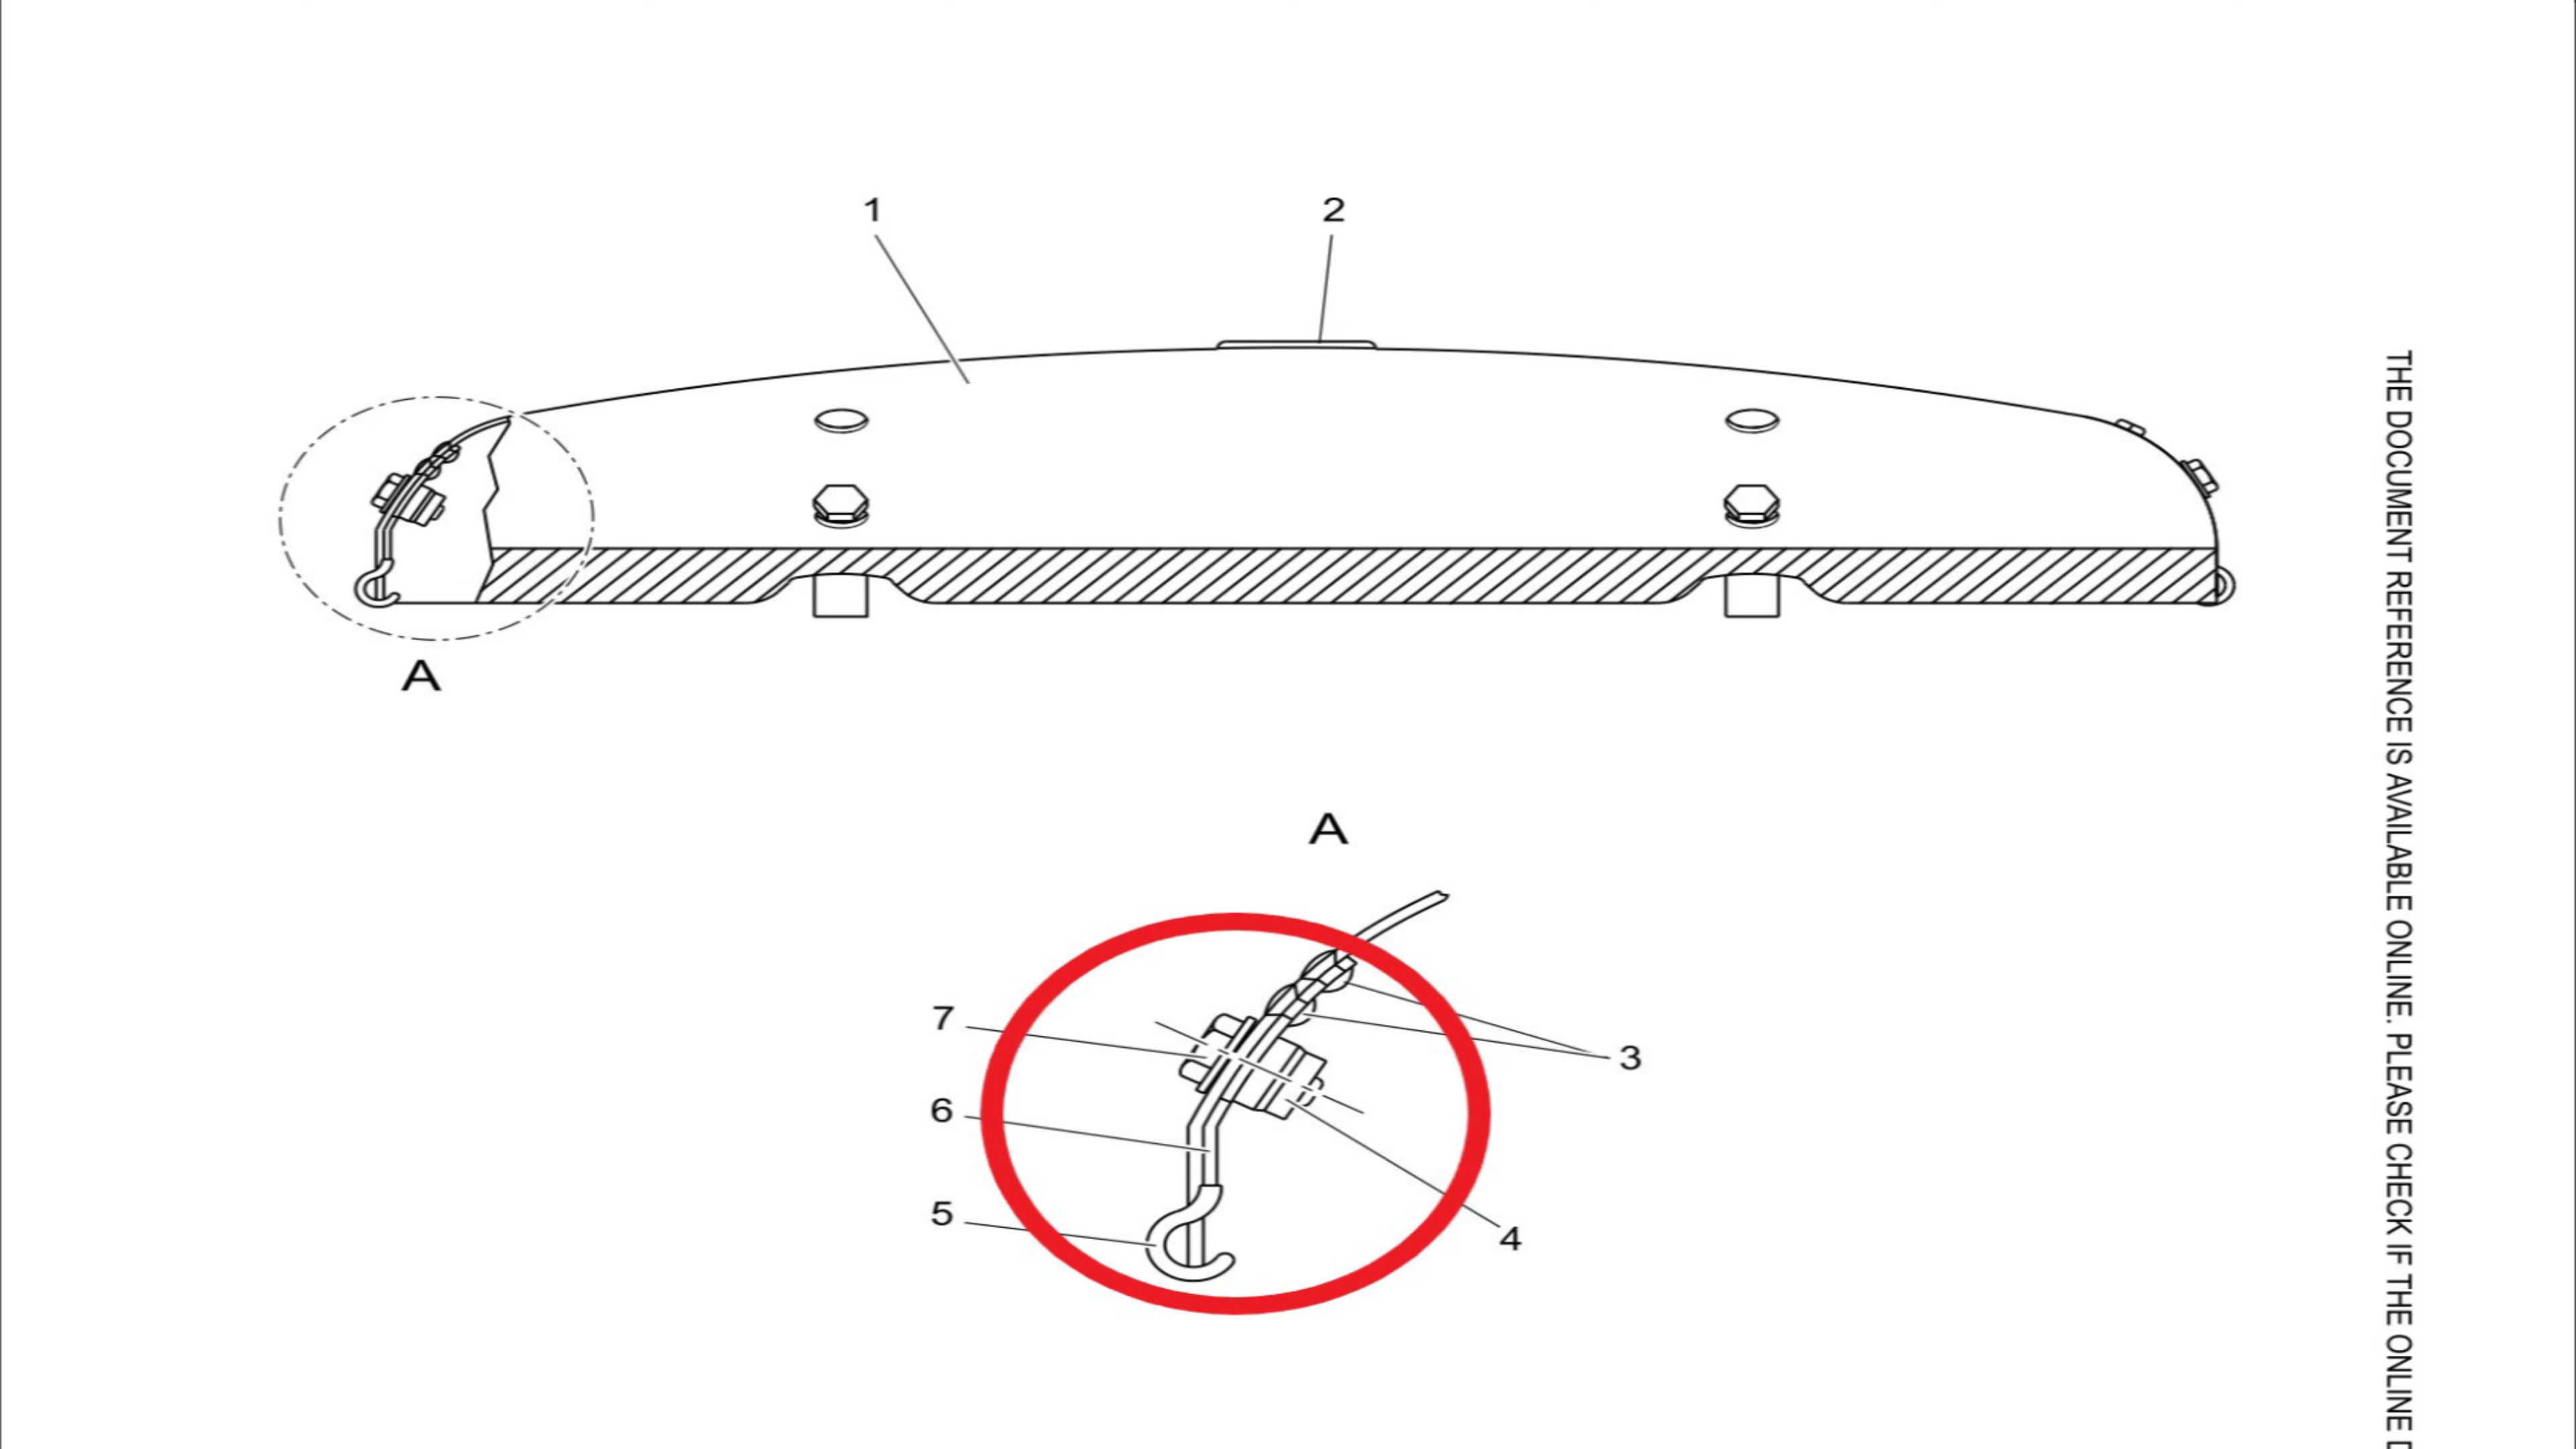 1
2
A
A
7
3
6
5
4
THE DOCUMENT REFERENCE IS AVAILABLE ONLINE. PLEASE CHECK IF THE ONLINE